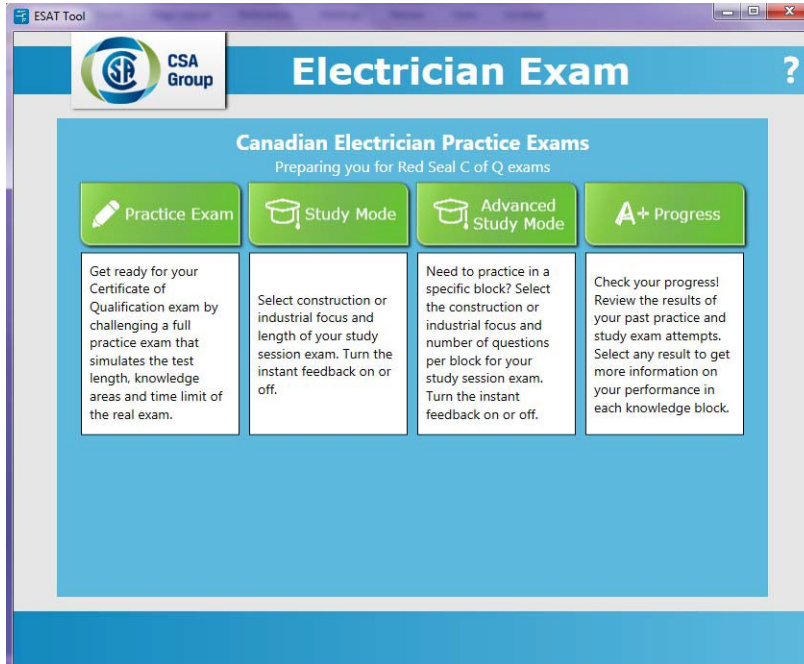 ESAT Tool
CSA
Group
Electrician Exam
?
Canadian Electrician Practice Exams
Preparing you for Red Seal C of Q exams
Practice Exam
Study Mode
Advanced
Study Mode
A+ Progress
Get ready for your
Certificate of
Qualification exam by
challenging a full
practice exam that
simulates the test
length, knowledge
areas and time limit of
the real exam.
Select construction or
industrial focus and
length of your study
session exam. Turn the
instant feedback on or
off.
Need to practice in a
specific block? Select
the construction or
industrial focus and
number of questions
per block for your
study session exam.
Turn the instant
feedback on or off.
Check your progress!
Review the results of
your past practice and
study exam attempts.
Select any result to get
more information on
your performance in
each knowledge block.